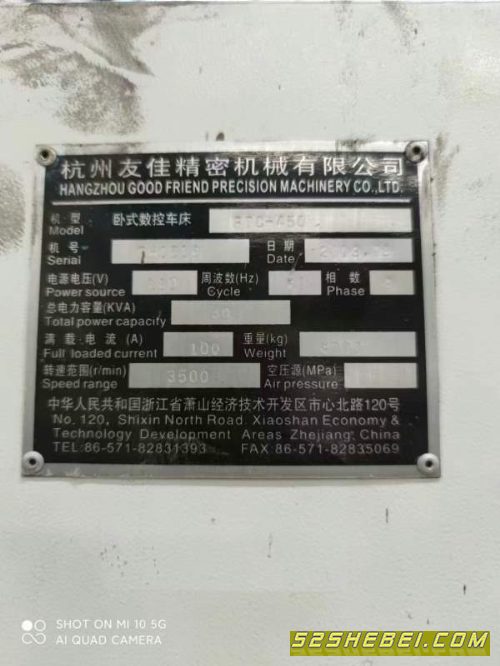 杭州友佳精密机械有限公司
HANGZHOU GOOD FRIEND PRECISION MACHINERY CO.,LTD.
机 型 卧式数控车床
Model
机 号 日 期
Serial Date
电源电压(V) 周波数(Hz) 相 数
Power source Cycle Phase
总电力容量(KVA) 30
Total power capacity
满 载 电 流 (A) 100 重量(kg)
Full loaded current Weight
转速范围(r/min) 3500 空压源(MPa)
Speed range Air pressure
中华人民共和国浙江省萧山经济技术开发区市心北路120号
No. 120, Shixin North Road. Xiaoshan Economy &
Technology Development Areas Zhejiang, China
TEL:86-571-82831393 FAX:86-571-82835069
SHOT ON MI 10 5G
AI QUAD CAMERA
52SHEBEI.COM